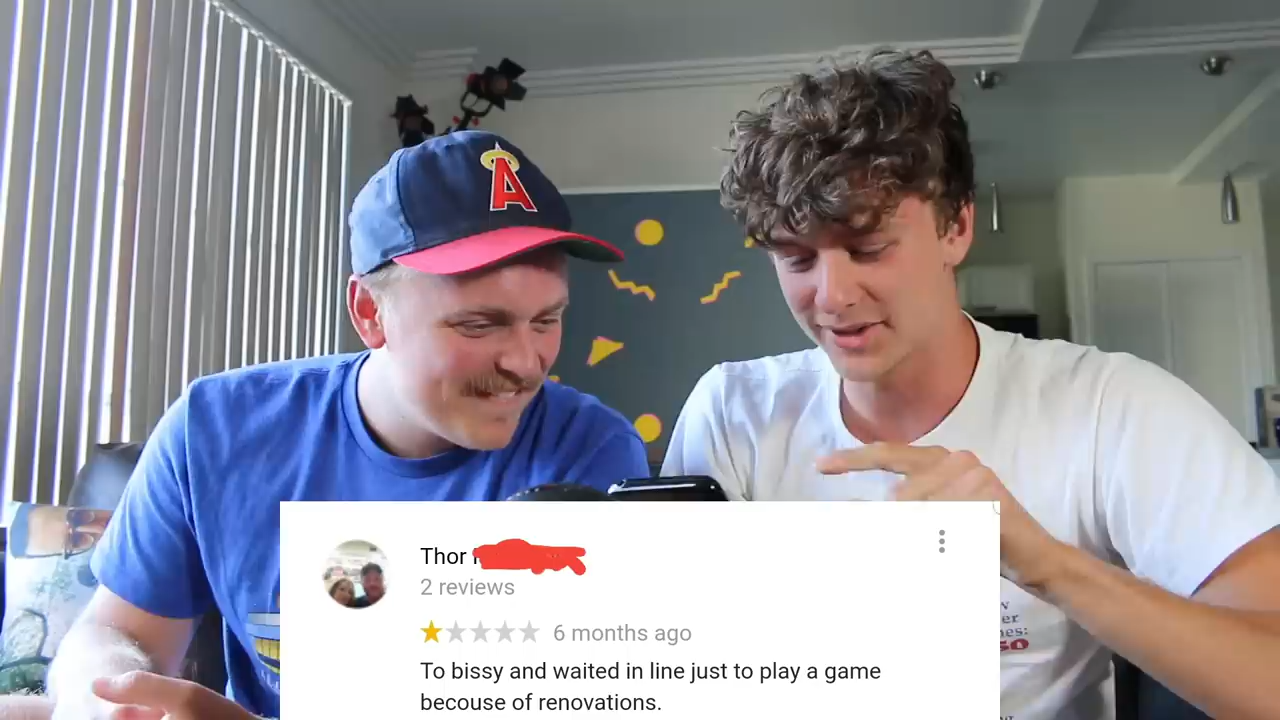 A
Thor
2 reviews
6 months ago
To bissy and waited in line just to play a game
becouse of renovations.